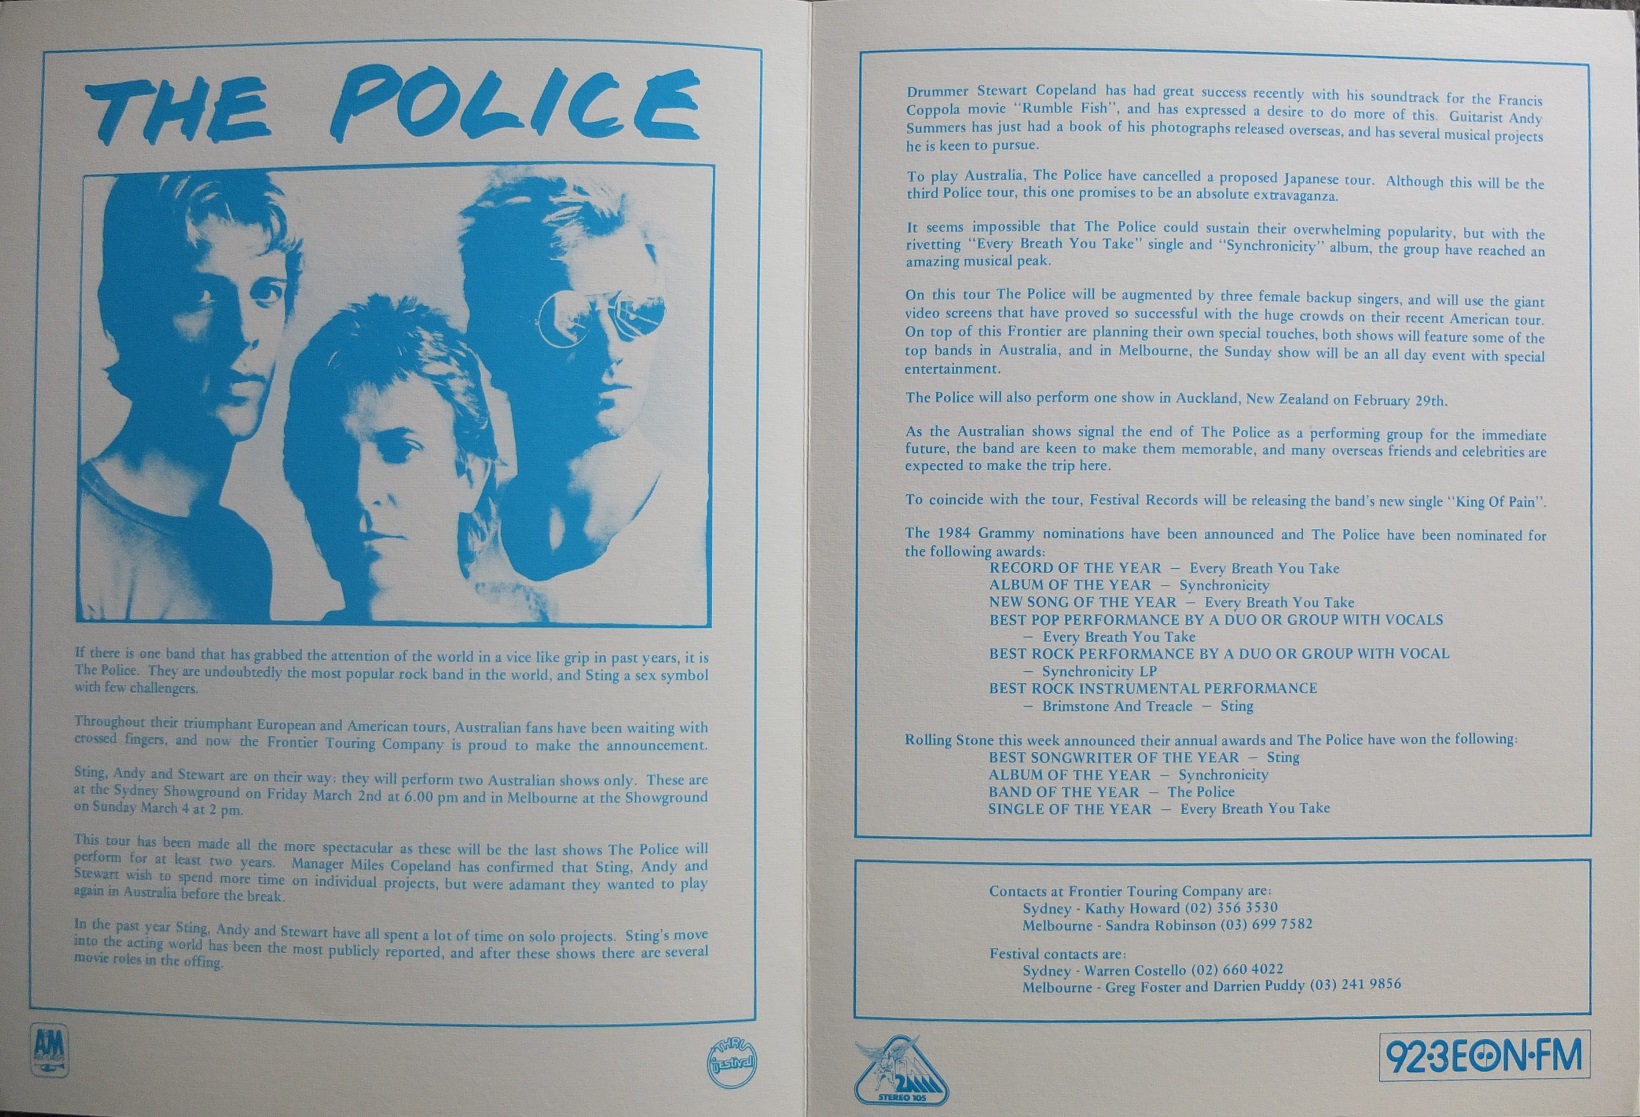 THE POLICE
If there is one band that has grabbed the attention of the world in a vice like grip in past years, it is
The Police. They are undoubtedly the most popular rock band in the world, and Sting a sex symbol
with few challengers.
Throughout their triumphant European and American tours, Australian fans have been waiting with
crossed fingers, and now the Frontier Touring Company is proud to make the announcement.
Sting, Andy and Stewart are on their way: they will perform two Australian shows only. These are
at the Sydney Showground on Friday March 2nd at 6.00 pm and in Melbourne at the Showground
on Sunday March 4 at 2 pm.
This tour has been made all the more spectacular as these will be the last shows The Police will
perform for at least two years. Manager Miles Copeland has confirmed that Sting, Andy and
Stewart wish to spend more time on individual projects, but were adamant they wanted to play
again in Australia before the break.
In the past year Sting, Andy and Stewart have all spent a lot of time on solo projects. Sting's move
into the acting world has been the most publicly reported, and after these shows there are several
movie roles in the offing.
A&M
RECORDS
THRU
festival
Drummer Stewart Copeland has had great success recently with his soundtrack for the Francis
Coppola movie "Rumble Fish", and has expressed a desire to do more of this. Guitarist Andy
Summers has just had a book of his photographs released overseas, and has several musical projects
he is keen to pursue.
To play Australia, The Police have cancelled a proposed Japanese tour. Although this will be the
third Police tour, this one promises to be an absolute extravaganza.
It seems impossible that The Police could sustain their overwhelming popularity, but with the
rivetting "Every Breath You Take" single and "Synchronicity" album, the group have reached an
amazing musical peak.
On this tour The Police will be augmented by three female backup singers, and will use the giant
video screens that have proved so successful with the huge crowds on their recent American tour.
On top of this Frontier are planning their own special touches, both shows will feature some of the
top bands in Australia, and in Melbourne, the Sunday show will be an all day event with special
entertainment.
The Police will also perform one show in Auckland, New Zealand on February 29th.
As the Australian shows signal the end of The Police as a performing group for the immediate
future, the band are keen to make them memorable, and many overseas friends and celebrities are
expected to make the trip here.
To coincide with the tour, Festival Records will be releasing the band's new single "King Of Pain".
The 1984 Grammy nominations have been announced and The Police have been nominated for
the following awards:
RECORD OF THE YEAR – Every Breath You Take
ALBUM OF THE YEAR – Synchronicity
NEW SONG OF THE YEAR – Every Breath You Take
BEST POP PERFORMANCE BY A DUO OR GROUP WITH VOCALS
– Every Breath You Take
BEST ROCK PERFORMANCE BY A DUO OR GROUP WITH VOCAL
– Synchronicity LP
BEST ROCK INSTRUMENTAL PERFORMANCE
– Brimstone And Treacle – Sting
Rolling Stone this week announced their annual awards and The Police have won the following:
BEST SONGWRITER OF THE YEAR – Sting
ALBUM OF THE YEAR – Synchronicity
BAND OF THE YEAR – The Police
SINGLE OF THE YEAR – Every Breath You Take
Contacts at Frontier Touring Company are:
Sydney - Kathy Howard (02) 356 3530
Melbourne - Sandra Robinson (03) 699 7582
Festival contacts are:
Sydney - Warren Costello (02) 660 4022
Melbourne - Greg Foster and Darrien Puddy (03) 241 9856
2MMM
STEREO 105
92·3EON·FM